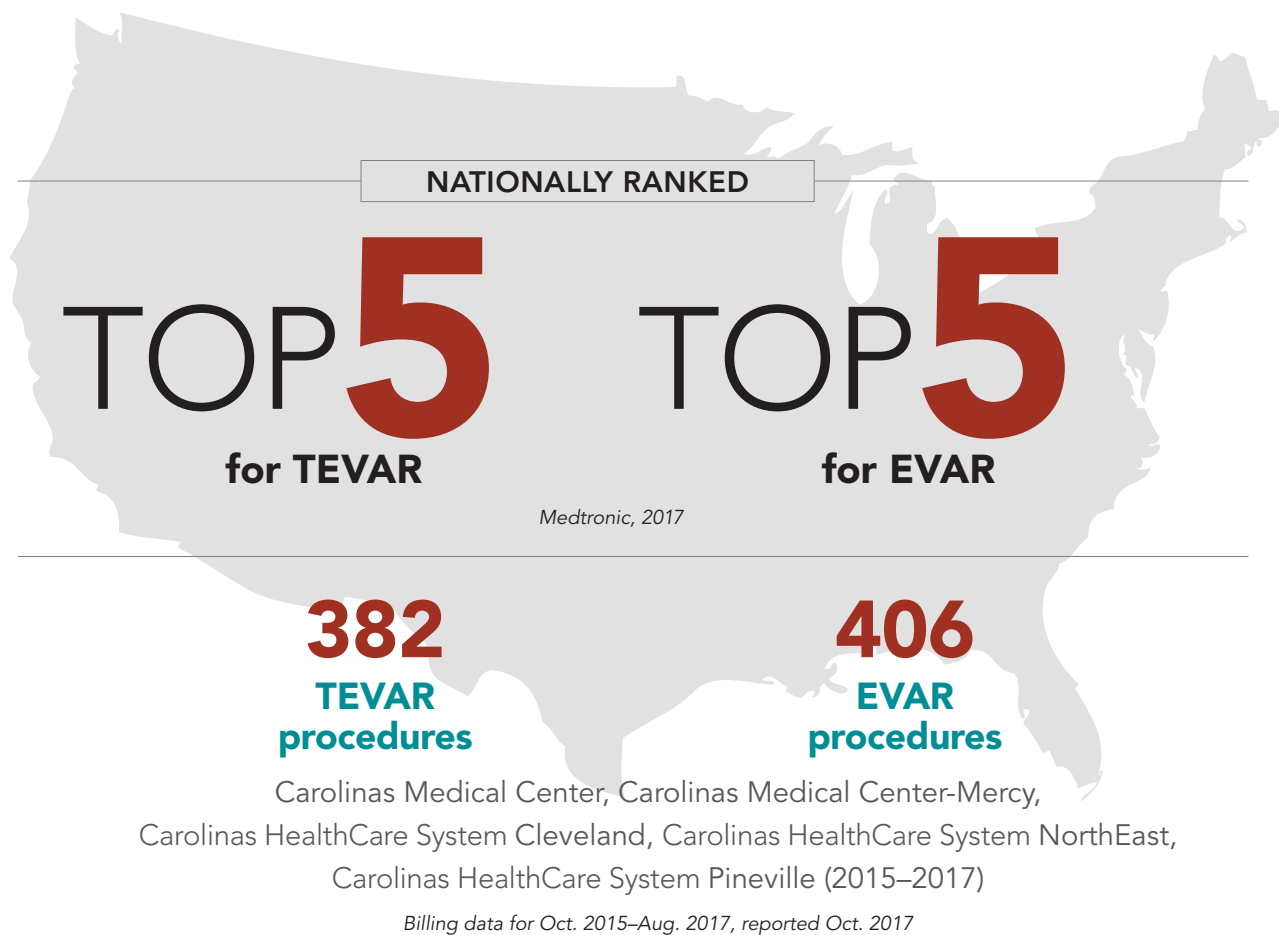 NATIONALLY RANKED
TOP5
for TEVAR
TOP5
for EVAR
Medtronic, 2017
382
TEVAR
procedures
406
EVAR
procedures
Carolinas Medical Center, Carolinas Medical Center-Mercy,
Carolinas HealthCare System Cleveland, Carolinas HealthCare System NorthEast,
Carolinas HealthCare System Pineville (2015–2017)
Billing data for Oct. 2015–Aug. 2017, reported Oct. 2017